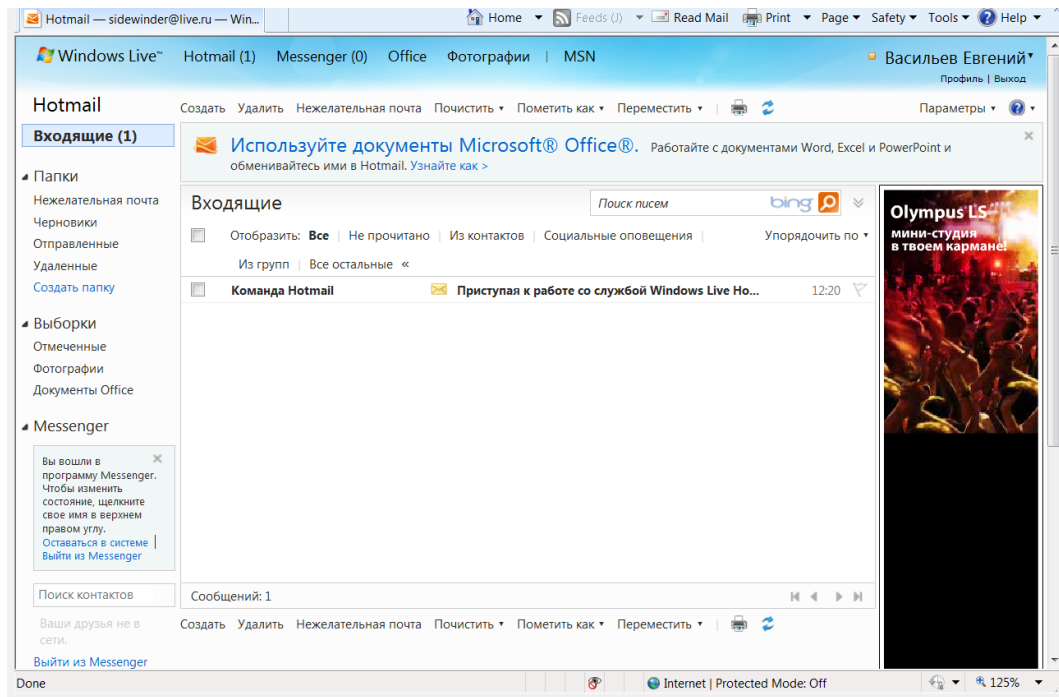 Hotmail — sidewinder@live.ru — Win...
Home Feeds (J) Read Mail Print Page Safety Tools Help
Windows Live™ Hotmail (1) Messenger (0) Office Фотографии | MSN Васильев Евгений
Профиль | Выход
Hotmail
Создать Удалить Нежелательная почта Почистить Пометить как Переместить Параметры
Входящие (1)
Используйте документы Microsoft® Office®. Работайте с документами Word, Excel и PowerPoint и
обменивайтесь ими в Hotmail. Узнайте как >
Папки
Нежелательная почта
Черновики
Отправленные
Удаленные
Создать папку
Выборки
Отмеченные
Фотографии
Документы Office
Messenger
Вы вошли в
программу Messenger.
Чтобы изменить
состояние, щелкните
свое имя в верхнем
правом углу.
Оставаться в системе |
Выйти из Messenger
Поиск контактов
Ваши друзья не в
сети.
Выйти из Messenger
Входящие Поиск писем bing
Отобразить: Все | Не прочитано | Из контактов | Социальные оповещения | Упорядочить по
Из групп | Все остальные «
Команда Hotmail Приступая к работе со службой Windows Live Ho... 12:20
Сообщений: 1
Создать Удалить Нежелательная почта Почистить Пометить как Переместить
Olympus LS–
мини-студия
в твоем кармане!
Done Internet | Protected Mode: Off 125%